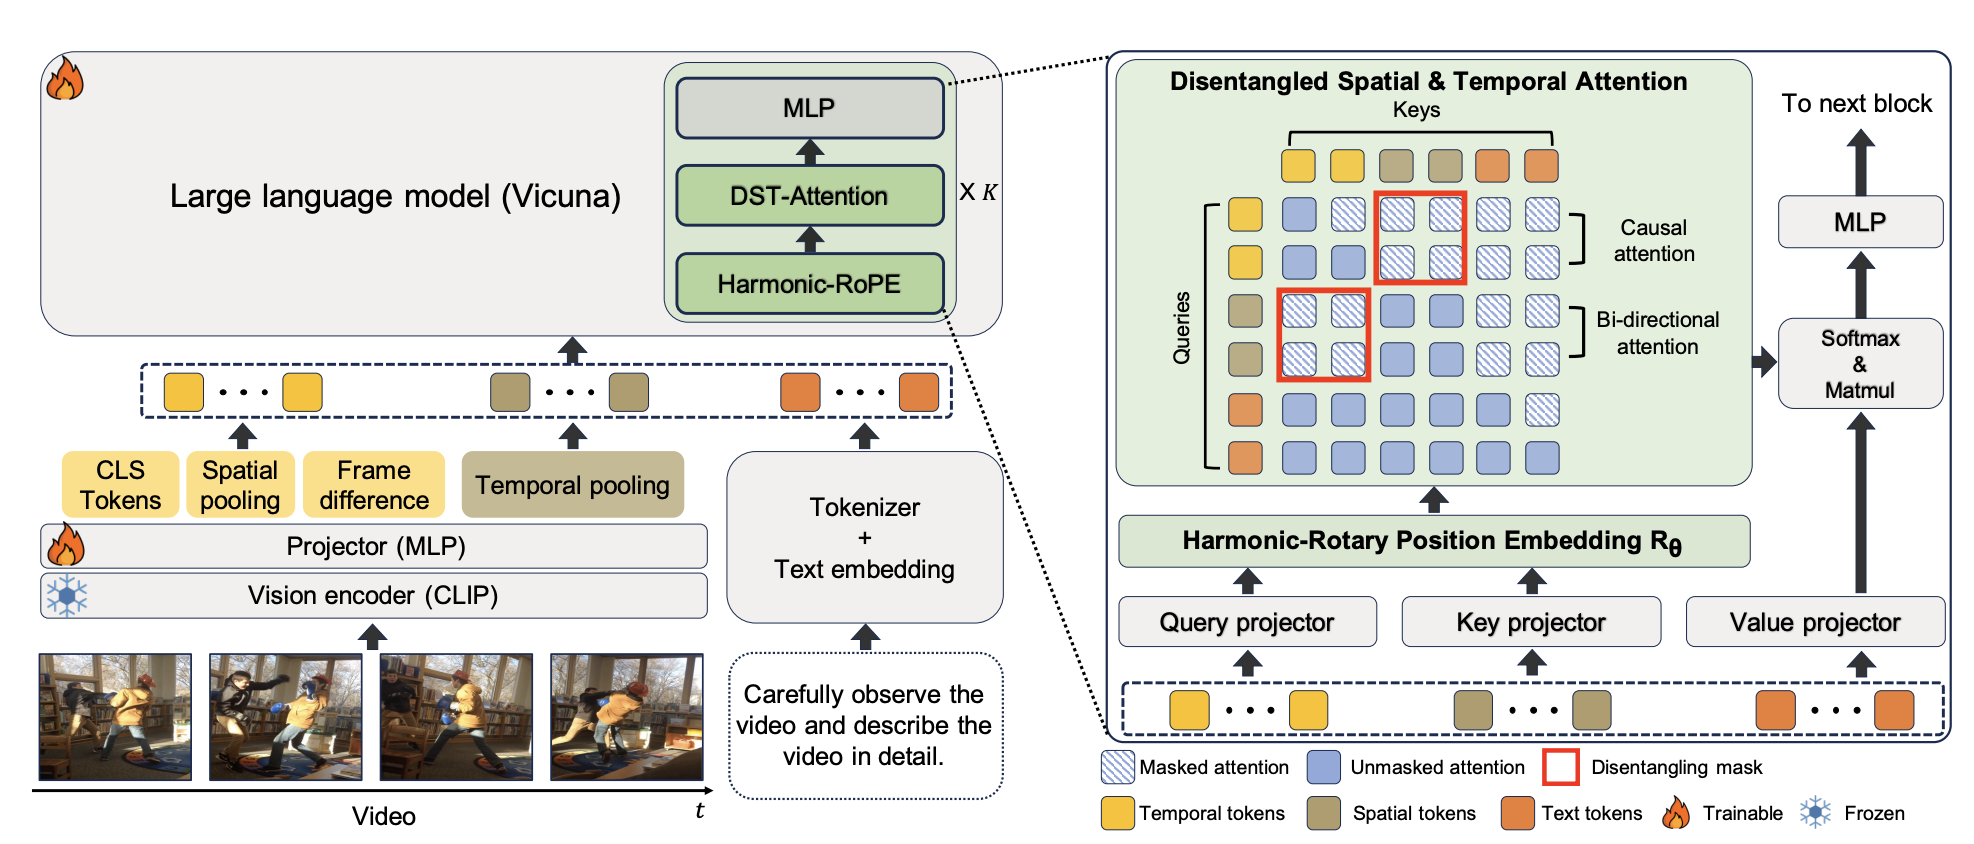 Large language model (Vicuna)
MLP
DST-Attention
Harmonic-RoPE
X K
CLS
Tokens
Spatial
pooling
Frame
difference
Temporal pooling
Projector (MLP)
Vision encoder (CLIP)
Tokenizer
+
Text embedding
Carefully observe the
video and describe the
video in detail.
Video
t
Disentangled Spatial & Temporal Attention
Keys
Queries
Causal
attention
Bi-directional
attention
To next block
MLP
Softmax
&
Matmul
Harmonic-Rotary Position Embedding Rθ
Query projector
Key projector
Value projector
Masked attention
Unmasked attention
Disentangling mask
Temporal tokens
Spatial tokens
Text tokens
Trainable
Frozen